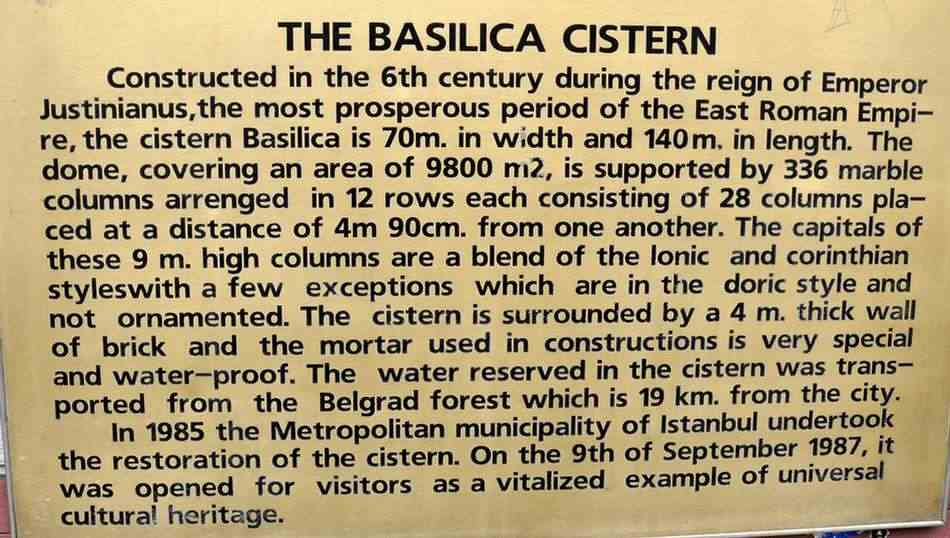 THE BASILICA CISTERN
Constructed in the 6th century during the reign of Emperor
Justinianus,the most prosperous period of the East Roman Empi–
re, the cistern Basilica is 70m. in width and 140m. in length. The
dome, covering an area of 9800 m2, is supported by 336 marble
columns arrenged in 12 rows each consisting of 28 columns pla–
ced at a distance of 4m 90cm. from one another. The capitals of
these 9 m. high columns are a blend of the Ionic and corinthian
styleswith a few exceptions which are in the doric style and
not ornamented. The cistern is surrounded by a 4 m. thick wall
of brick and the mortar used in constructions is very special
and water–proof. The water reserved in the cistern was trans–
ported from the Belgrad forest which is 19 km. from the city.
In 1985 the Metropolitan municipality of Istanbul undertook
the restoration of the cistern. On the 9th of September 1987, it
was opened for visitors as a vitalized example of universal
cultural heritage.